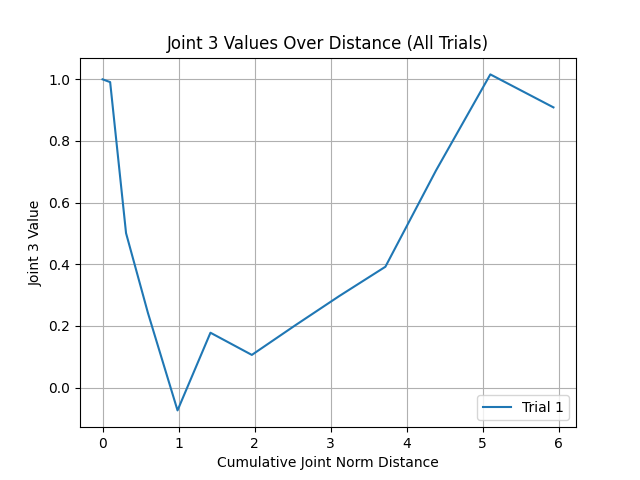 Joint 3 Values Over Distance (All Trials)
1.0
0.8
0.6
0.4
0.2
0.0
Joint 3 Value
0 1 2 3 4 5 6
Cumulative Joint Norm Distance
Trial 1